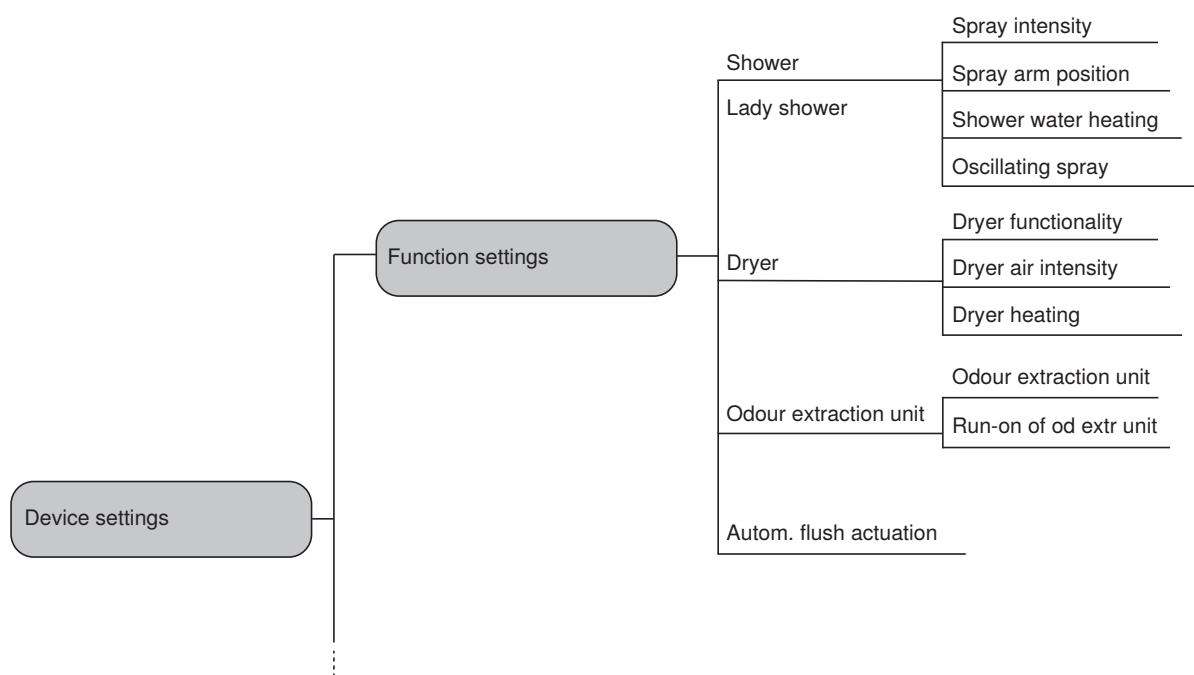 Spray intensity
Shower
Spray arm position
Lady shower
Shower water heating
Oscillating spray
Dryer functionality
Function settings
Dryer
Dryer air intensity
Dryer heating
Odour extraction unit
Odour extraction unit
Run-on of od extr unit
Device settings
Autom. flush actuation